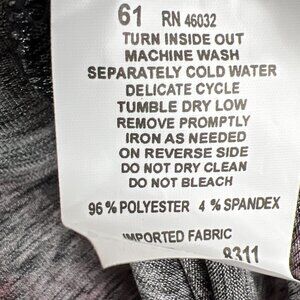 61 RN 46032
TURN INSIDE OUT
MACHINE WASH
SEPARATELY COLD WATER
DELICATE CYCLE
TUMBLE DRY LOW
REMOVE PROMPTLY
IRON AS NEEDED
ON REVERSE SIDE
DO NOT DRY CLEAN
DO NOT BLEACH
96 % POLYESTER 4 % SPANDEX
IMPORTED FABRIC
8311